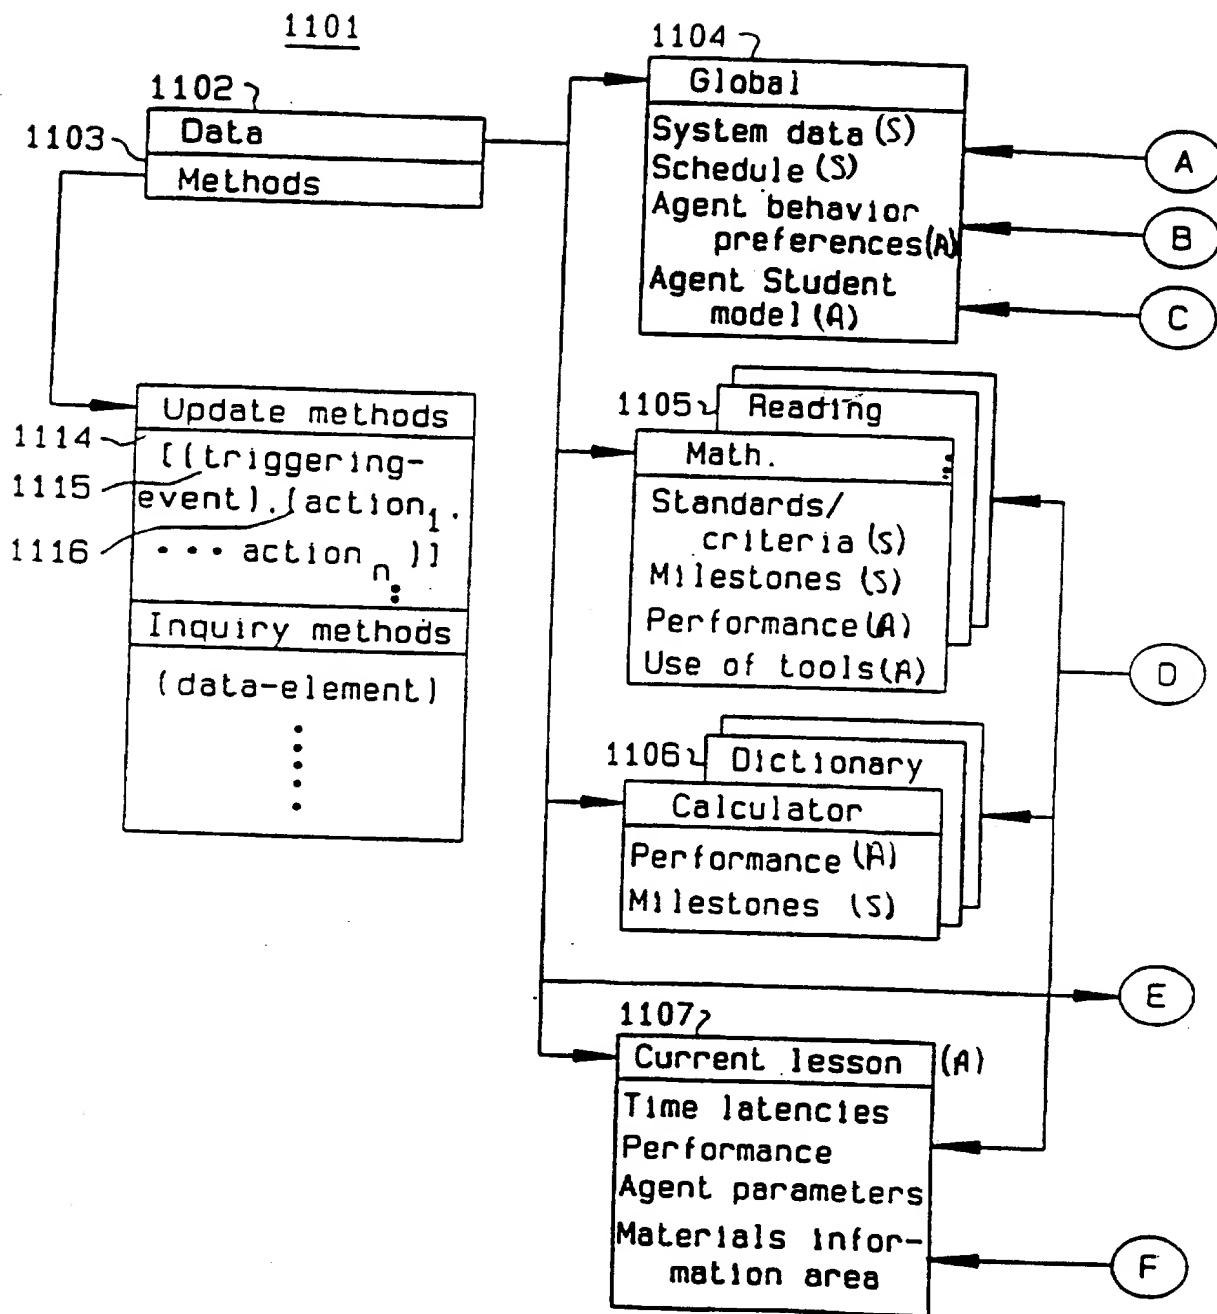 1101
1102
Data
1103
Methods
1104
Global
System data (S)
Schedule (S)
Agent behavior
preferences (A)
Agent Student
model (A)
A
B
C
Update methods
1114
[((triggering-
1115
event).(action1.
1116
••• action n )]]
Inquiry methods
(data-element)
1105
Reading
Math.
Standards/
criteria (S)
Milestones (S)
Performance (A)
Use of tools (A)
D
1106
Dictionary
Calculator
Performance (A)
Milestones (S)
E
1107
Current lesson (A)
Time latencies
Performance
Agent parameters
Materials infor-
mation area
F